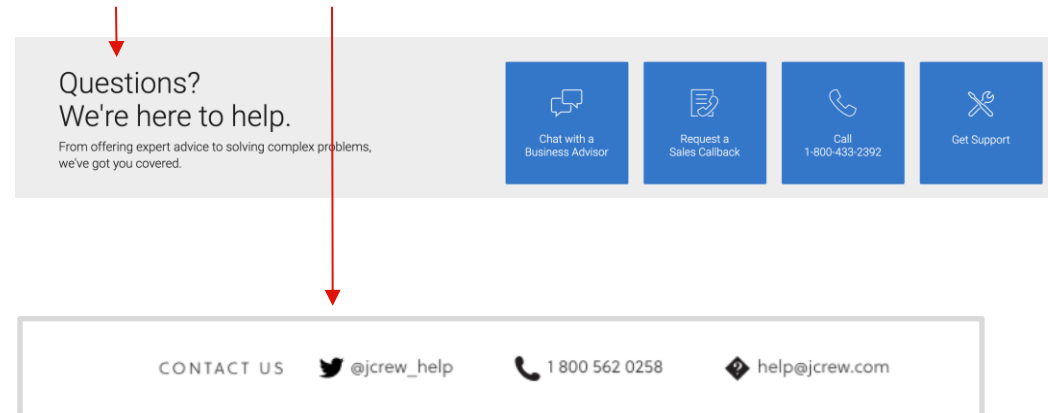 Questions?
We're here to help.
From offering expert advice to solving complex problems,
we've got you covered.
Chat with a
Business Advisor
Request a
Sales Callback
Call
1-800-433-2392
Get Support
CONTACT US @jcrew_help 1 800 562 0258 help@jcrew.com